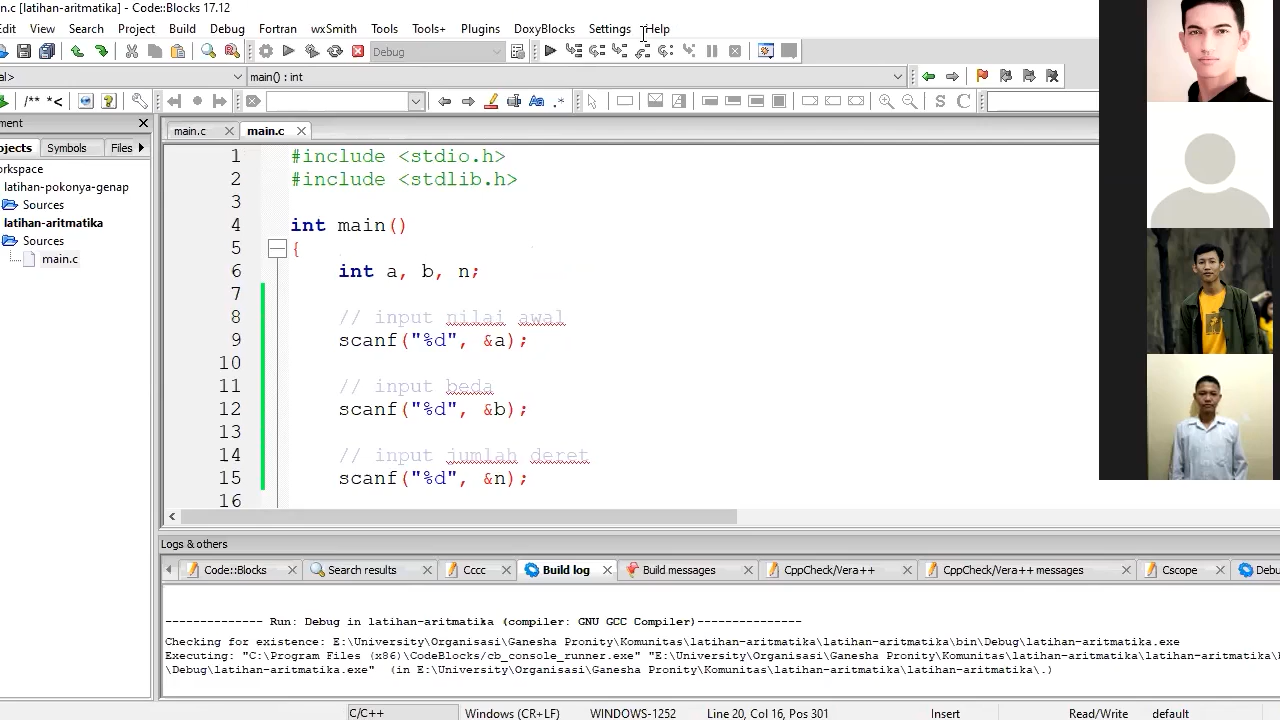 n.c [latihan-aritmatika] - Code::Blocks 17.12
Edit View Search Project Build Debug Fortran wxSmith Tools Tools+ Plugins DoxyBlocks Settings Help
Debug
al> main() : int
/** *< .* S C
ment
ojects Symbols Files
main.c main.c
orkspace
latihan-pokonya-genap
Sources
latihan-aritmatika
Sources
main.c
1 #include <stdio.h>
2 #include <stdlib.h>
3
4 int main()
5 {
6 int a, b, n;
7
8 // input nilai awal
9 scanf("%d", &a);
10
11 // input beda
12 scanf("%d", &b);
13
14 // input jumlah deret
15 scanf("%d", &n);
16
Logs & others
Code::Blocks Search results Cccc Build log Build messages CppCheck/Vera++ CppCheck/Vera++ messages Cscope Debu
-------------- Run: Debug in latihan-aritmatika (compiler: GNU GCC Compiler)---------------
Checking for existence: E:\University\Organisasi\Ganesha Pronity\Komunitas\latihan-aritmatika\latihan-aritmatika\bin\Debug\latihan-aritmatika.exe
Executing: "C:\Program Files (x86)\CodeBlocks/cb_console_runner.exe" "E:\University\Organisasi\Ganesha Pronity\Komunitas\latihan-aritmatika\latihan-aritmatika\b
\Debug\latihan-aritmatika.exe" (in E:\University\Organisasi\Ganesha Pronity\Komunitas\latihan-aritmatika\latihan-aritmatika\.)
C/C++ Windows (CR+LF) WINDOWS-1252 Line 20, Col 16, Pos 301 Insert Read/Write default